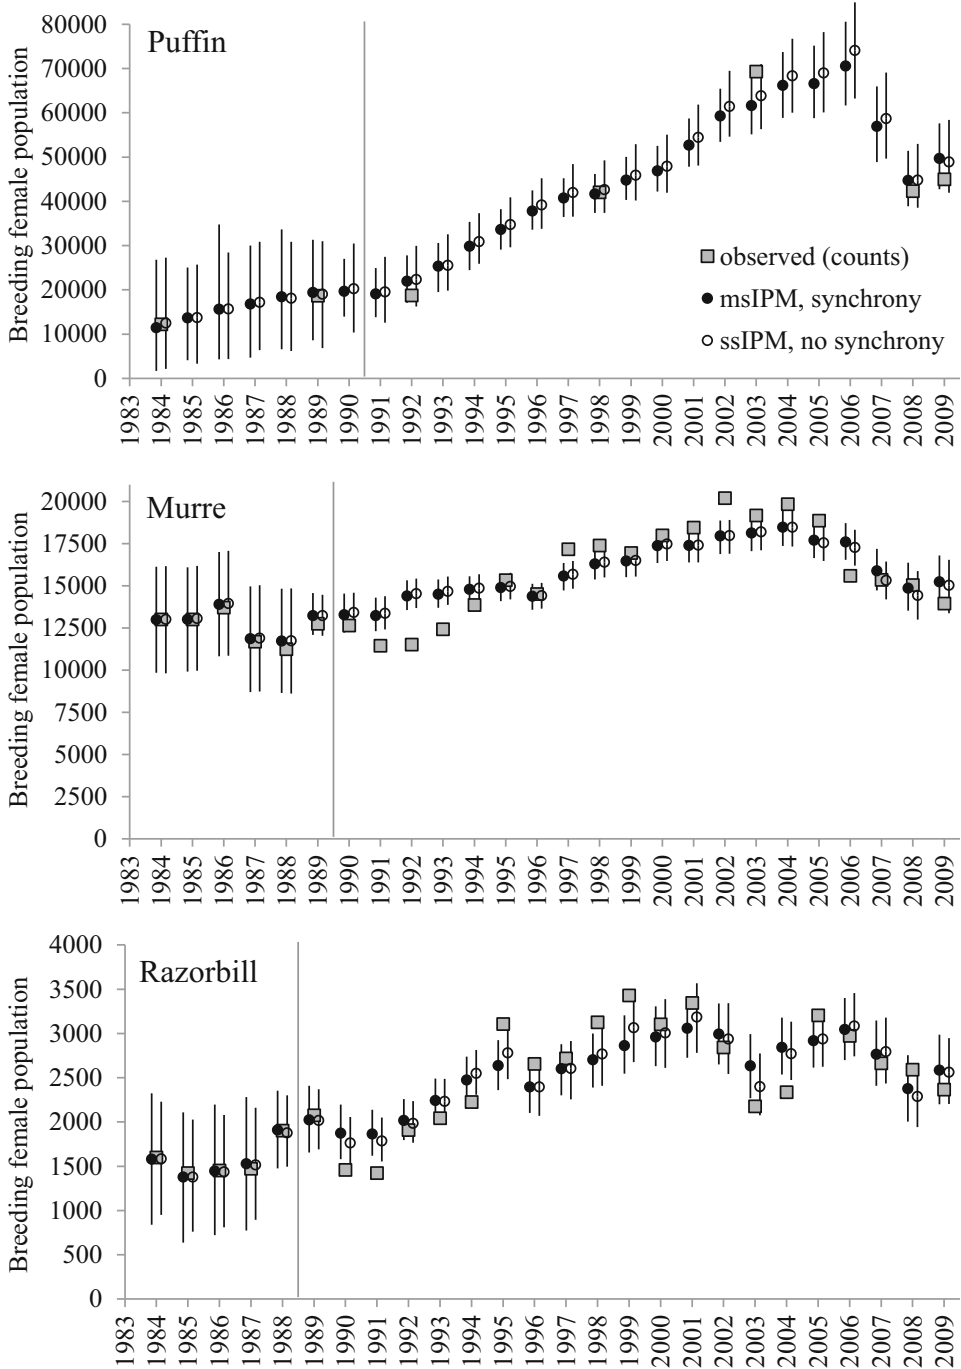 Puffin
Breeding female population
80000
70000
60000
50000
40000
30000
20000
10000
0
observed (counts)
msIPM, synchrony
ssIPM, no synchrony
1983 1984 1985 1986 1987 1988 1989 1990 1991 1992 1993 1994 1995 1996 1997 1998 1999 2000 2001 2002 2003 2004 2005 2006 2007 2008 2009
Murre
Breeding female population
20000
17500
15000
12500
10000
7500
5000
2500
0
1983 1984 1985 1986 1987 1988 1989 1990 1991 1992 1993 1994 1995 1996 1997 1998 1999 2000 2001 2002 2003 2004 2005 2006 2007 2008 2009
Razorbill
Breeding female population
4000
3500
3000
2500
2000
1500
1000
500
0
1983 1984 1985 1986 1987 1988 1989 1990 1991 1992 1993 1994 1995 1996 1997 1998 1999 2000 2001 2002 2003 2004 2005 2006 2007 2008 2009